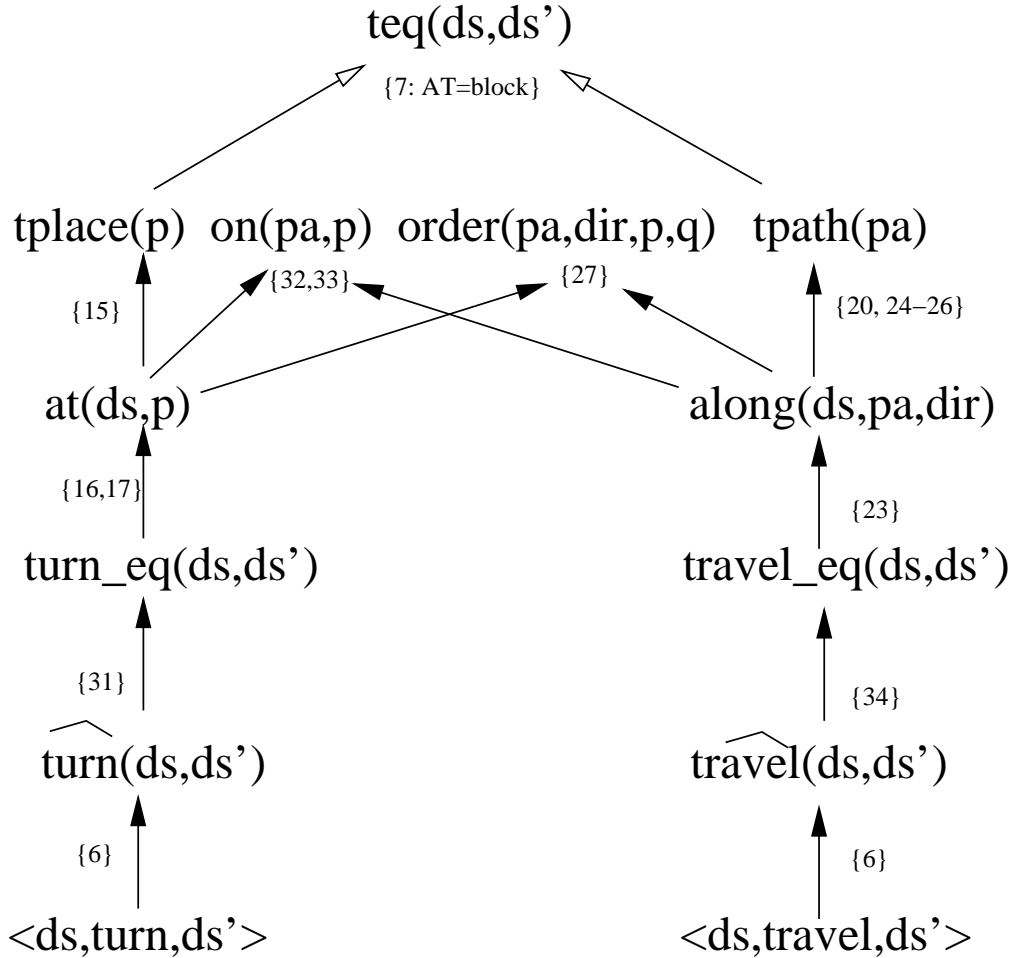 teq(ds,ds’)
{7: AT=block}
tplace(p) on(pa,p) order(pa,dir,p,q) tpath(pa)
{15} {32,33} {27} {20, 24−26}
at(ds,p) along(ds,pa,dir)
{16,17} {23}
turn_eq(ds,ds’) travel_eq(ds,ds’)
{31} {34}
turn(ds,ds’) travel(ds,ds’)
{6} {6}
<ds,turn,ds’> <ds,travel,ds’>